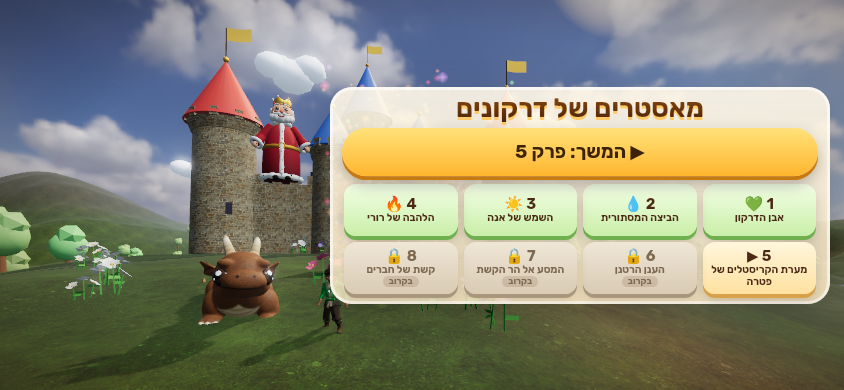 מאסטרים של דרקונים
▶ המשך: פרק 5
1 💚
אבן הדרקון
2 💧
הביצה המסתורית
3 ☀️
השמש של אנה
4 🔥
הלהבה של רורי
5 ▶
מערת הקריסטלים של
פטרה
6 🔒
הענן הרטנן
בקרוב
7 🔒
המסע אל הר הקשת
בקרוב
8 🔒
קשת של חברים
בקרוב